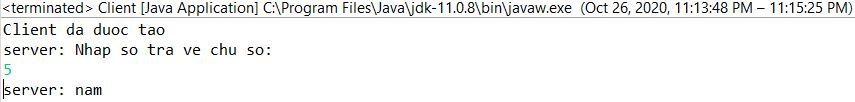 <terminated> Client [Java Application] C:\Program Files\Java\jdk-11.0.8\bin\javaw.exe (Oct 26, 2020, 11:13:48 PM – 11:15:25 PM)
Client da duoc tao
server: Nhap so tra ve chu so:
5
server: nam